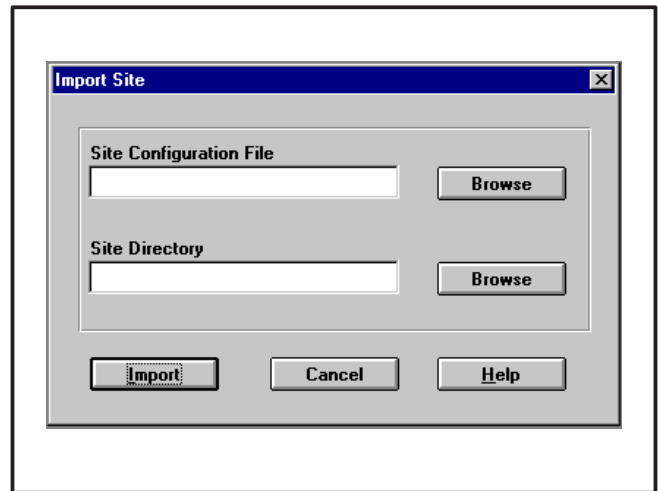 Import Site
Site Configuration File
Browse
Site Directory
Browse
Import
Cancel
Help